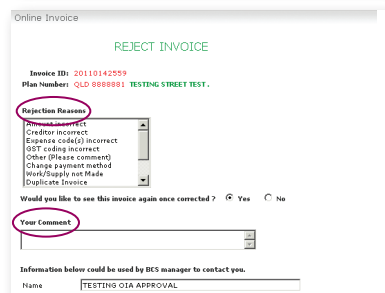 Online Invoice
REJECT INVOICE
Invoice ID: 20110142559
Plan Number: QLD 8888881 TESTING STREET TEST.
Rejection Reasons
Amount incorrect
Creditor incorrect
Expense code(s) incorrect
GST coding incorrect
Other (Please comment)
Change payment method
Work/Supply not Made
Duplicate Invoice
Would you like to see this invoice again once corrected ? Yes No
Your Comment
Information below could be used by BCS manager to contact you.
Name TESTING OIA APPROVAL